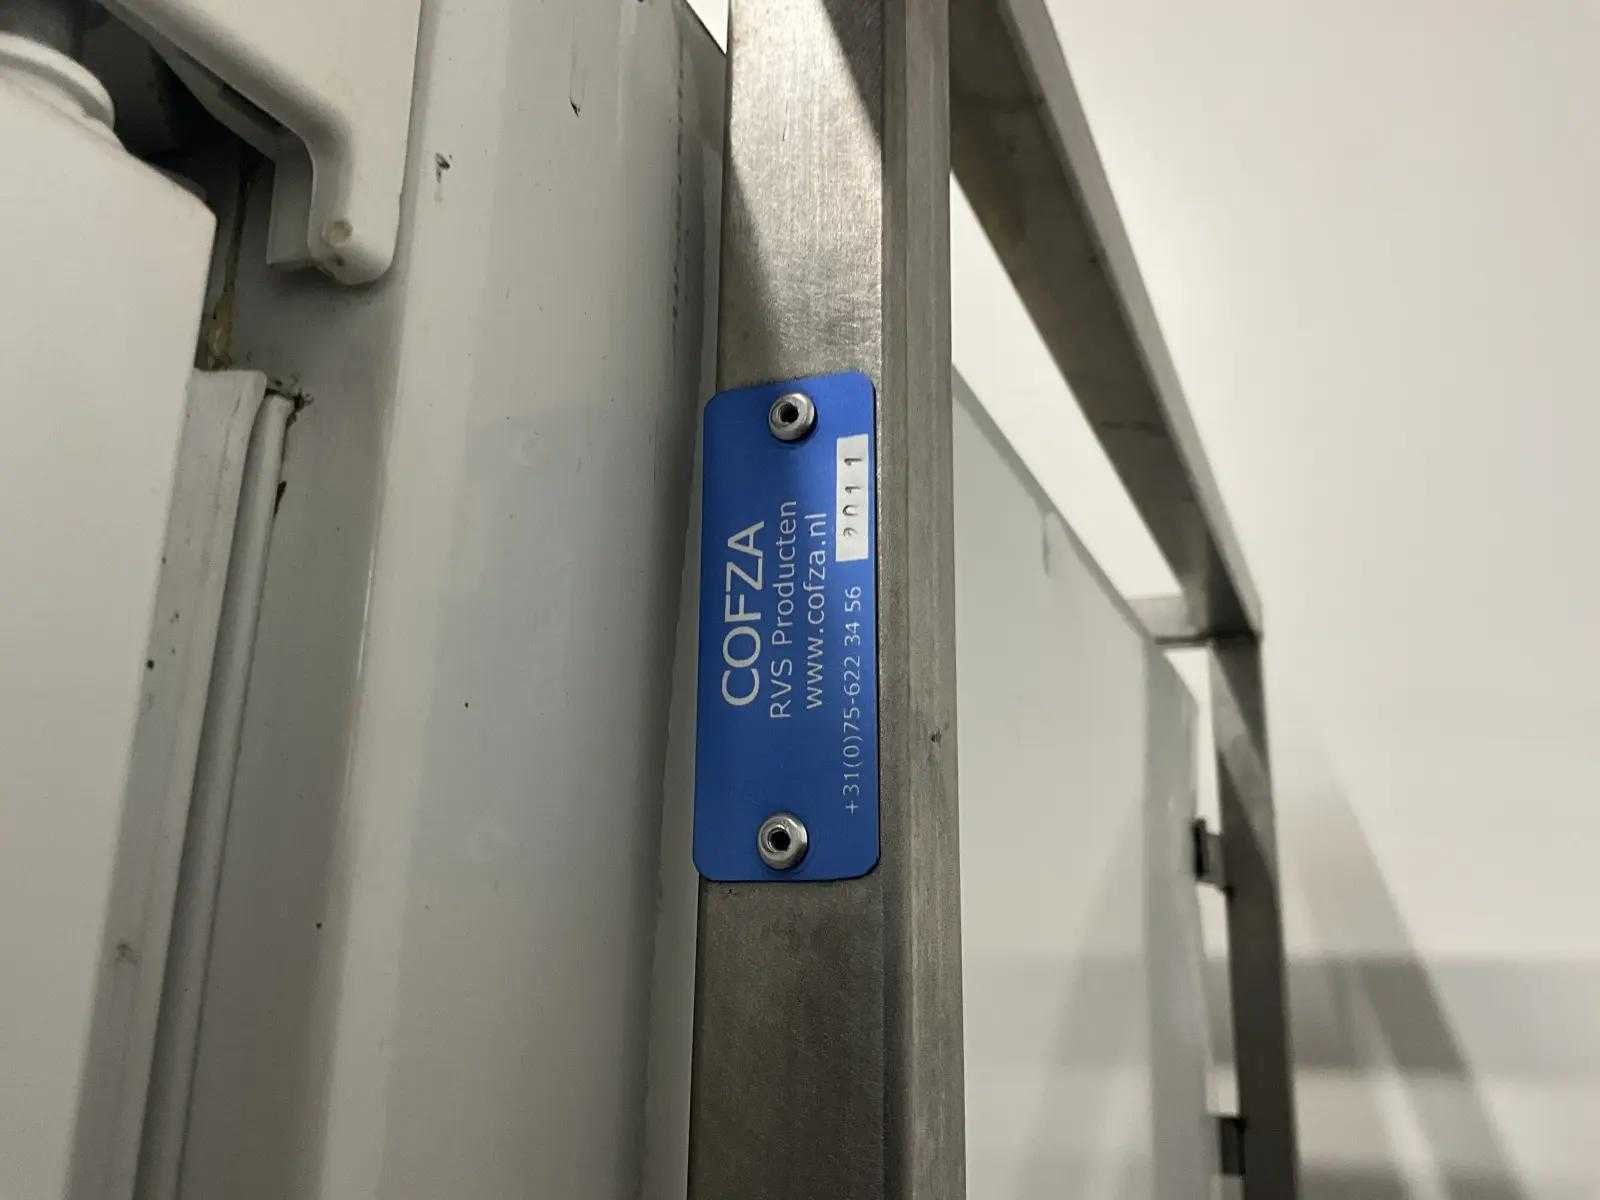 COFZA
RVS Producten
www.cofza.nl
+31(0)75-622 34 56
2011